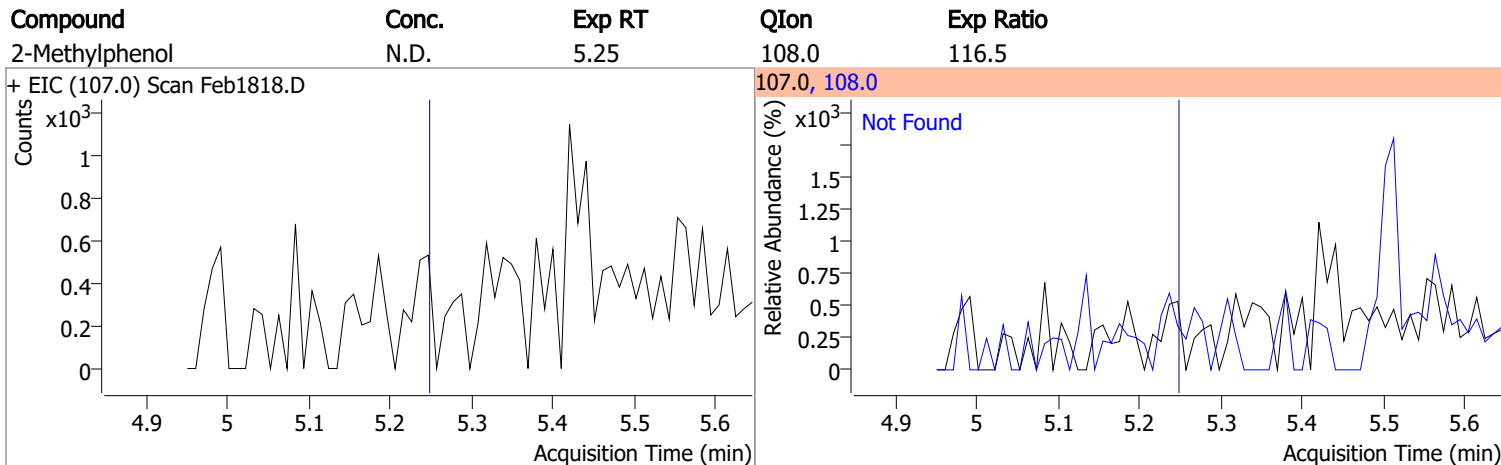 Compound Conc. Exp RT QIon Exp Ratio
2-Methylphenol N.D. 5.25 108.0 116.5
+ EIC (107.0) Scan Feb1818.D
Counts
x10³
1
0.8
0.6
0.4
0.2
0
4.9 5 5.1 5.2 5.3 5.4 5.5 5.6
Acquisition Time (min)
107.0, 108.0
Relative Abundance (%)
x10³
Not Found
1.5
1.25
1
0.75
0.5
0.25
0
4.9 5 5.1 5.2 5.3 5.4 5.5 5.6
Acquisition Time (min)